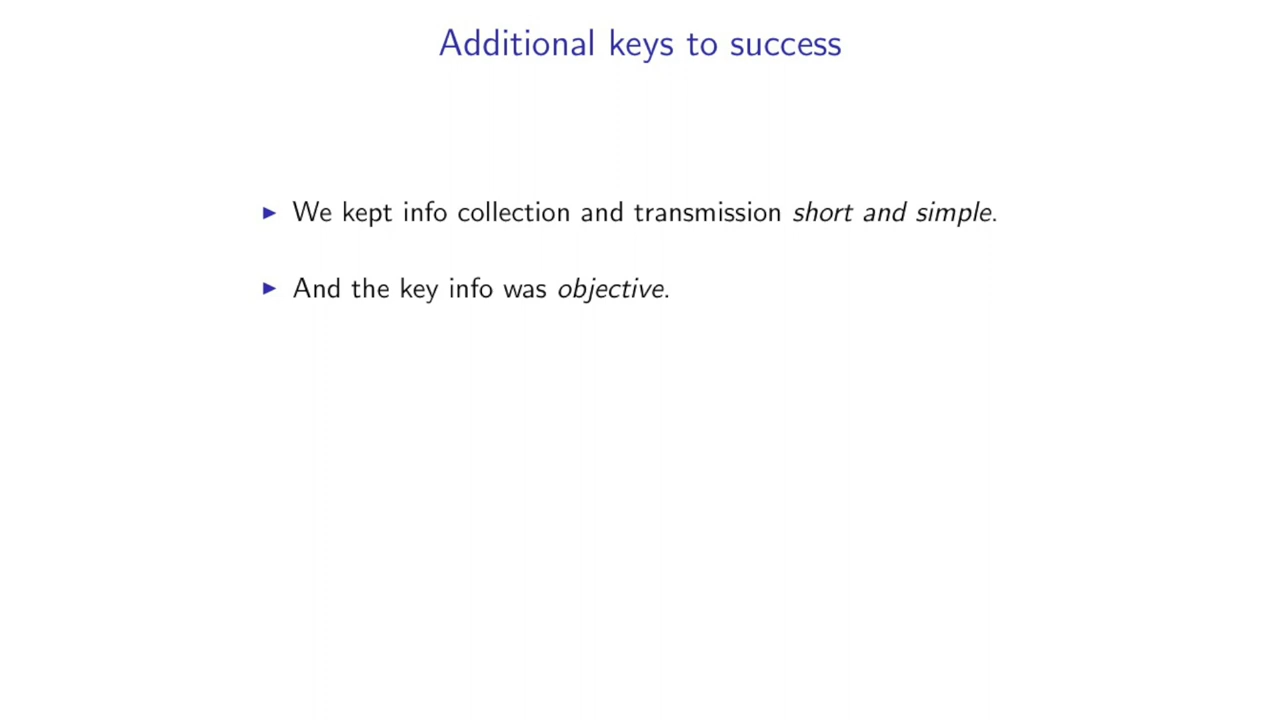 Additional keys to success
▶ We kept info collection and transmission short and simple.
▶ And the key info was objective.